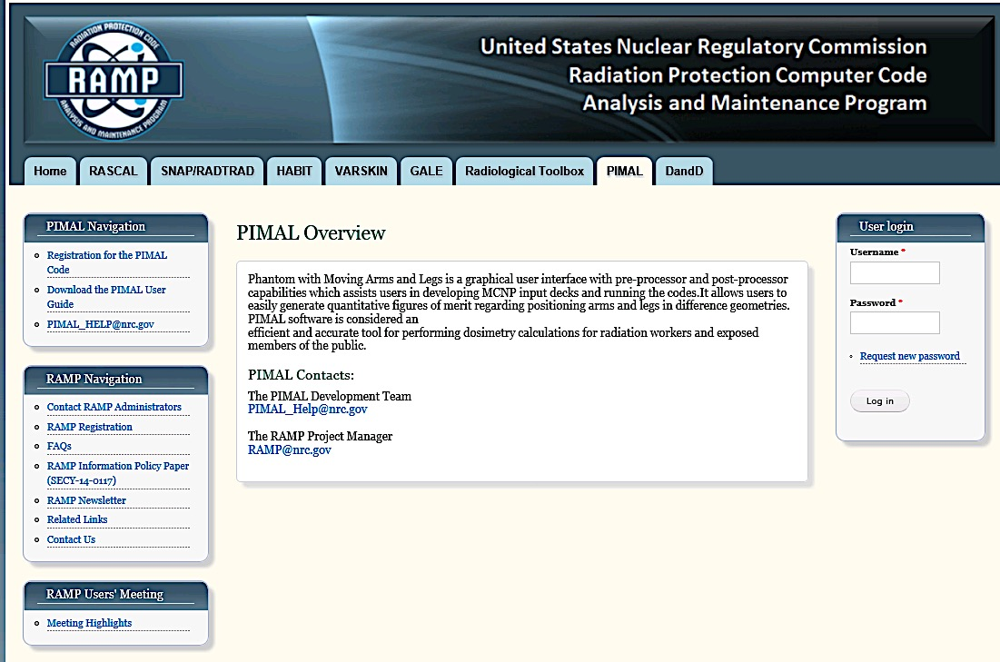 RADIATION PROTECTION CODE
RAMP
ANALYSIS AND MAINTENANCE PROGRAM
United States Nuclear Regulatory Commission
Radiation Protection Computer Code
Analysis and Maintenance Program
Home RASCAL SNAP/RADTRAD HABIT VARSKIN GALE Radiological Toolbox PIMAL DandD
PIMAL Navigation
Registration for the PIMAL
Code
Download the PIMAL User
Guide
PIMAL_HELP@nrc.gov
RAMP Navigation
Contact RAMP Administrators
RAMP Registration
FAQs
RAMP Information Policy Paper
(SECY-14-0117)
RAMP Newsletter
Related Links
Contact Us
RAMP Users' Meeting
Meeting Highlights
PIMAL Overview
Phantom with Moving Arms and Legs is a graphical user interface with pre-processor and post-processor
capabilities which assists users in developing MCNP input decks and running the codes.It allows users to
easily generate quantitative figures of merit regarding positioning arms and legs in difference geometries.
PIMAL software is considered an
efficient and accurate tool for performing dosimetry calculations for radiation workers and exposed
members of the public.
PIMAL Contacts:
The PIMAL Development Team
PIMAL_Help@nrc.gov
The RAMP Project Manager
RAMP@nrc.gov
User login
Username *
Password *
Request new password
Log in